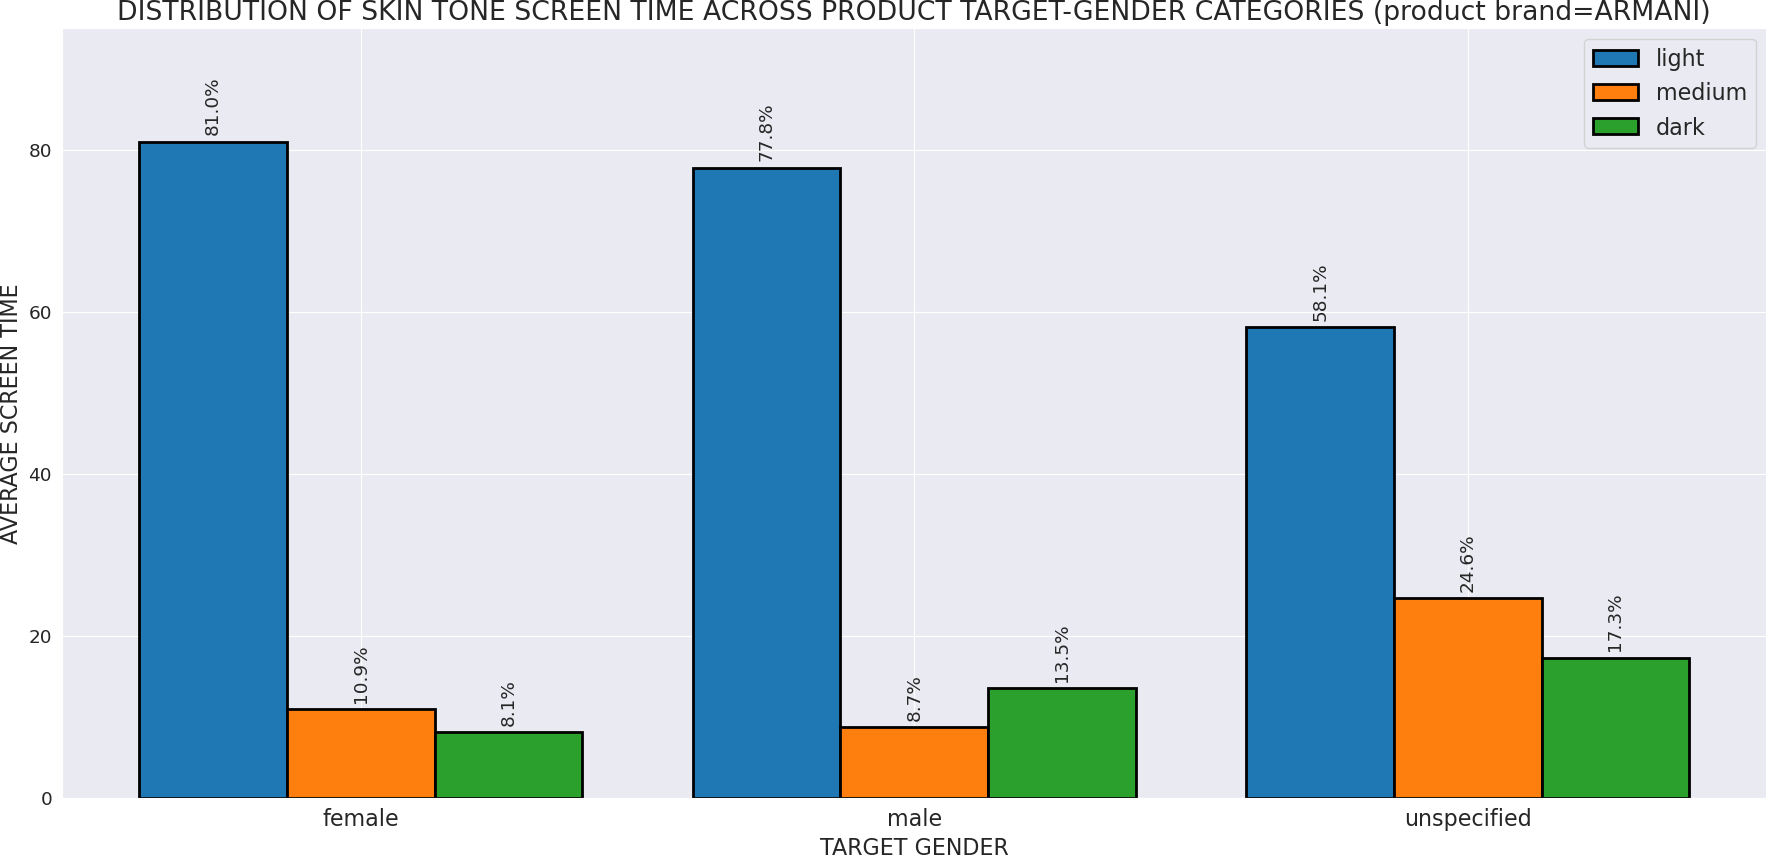 DISTRIBUTION OF SKIN TONE SCREEN TIME ACROSS PRODUCT TARGET-GENDER CATEGORIES (product brand=ARMANI)
light
medium
dark
AVERAGE SCREEN TIME
80
60
40
20
0
81.0%
10.9%
8.1%
77.8%
8.7%
13.5%
58.1%
24.6%
17.3%
female
male
unspecified
TARGET GENDER